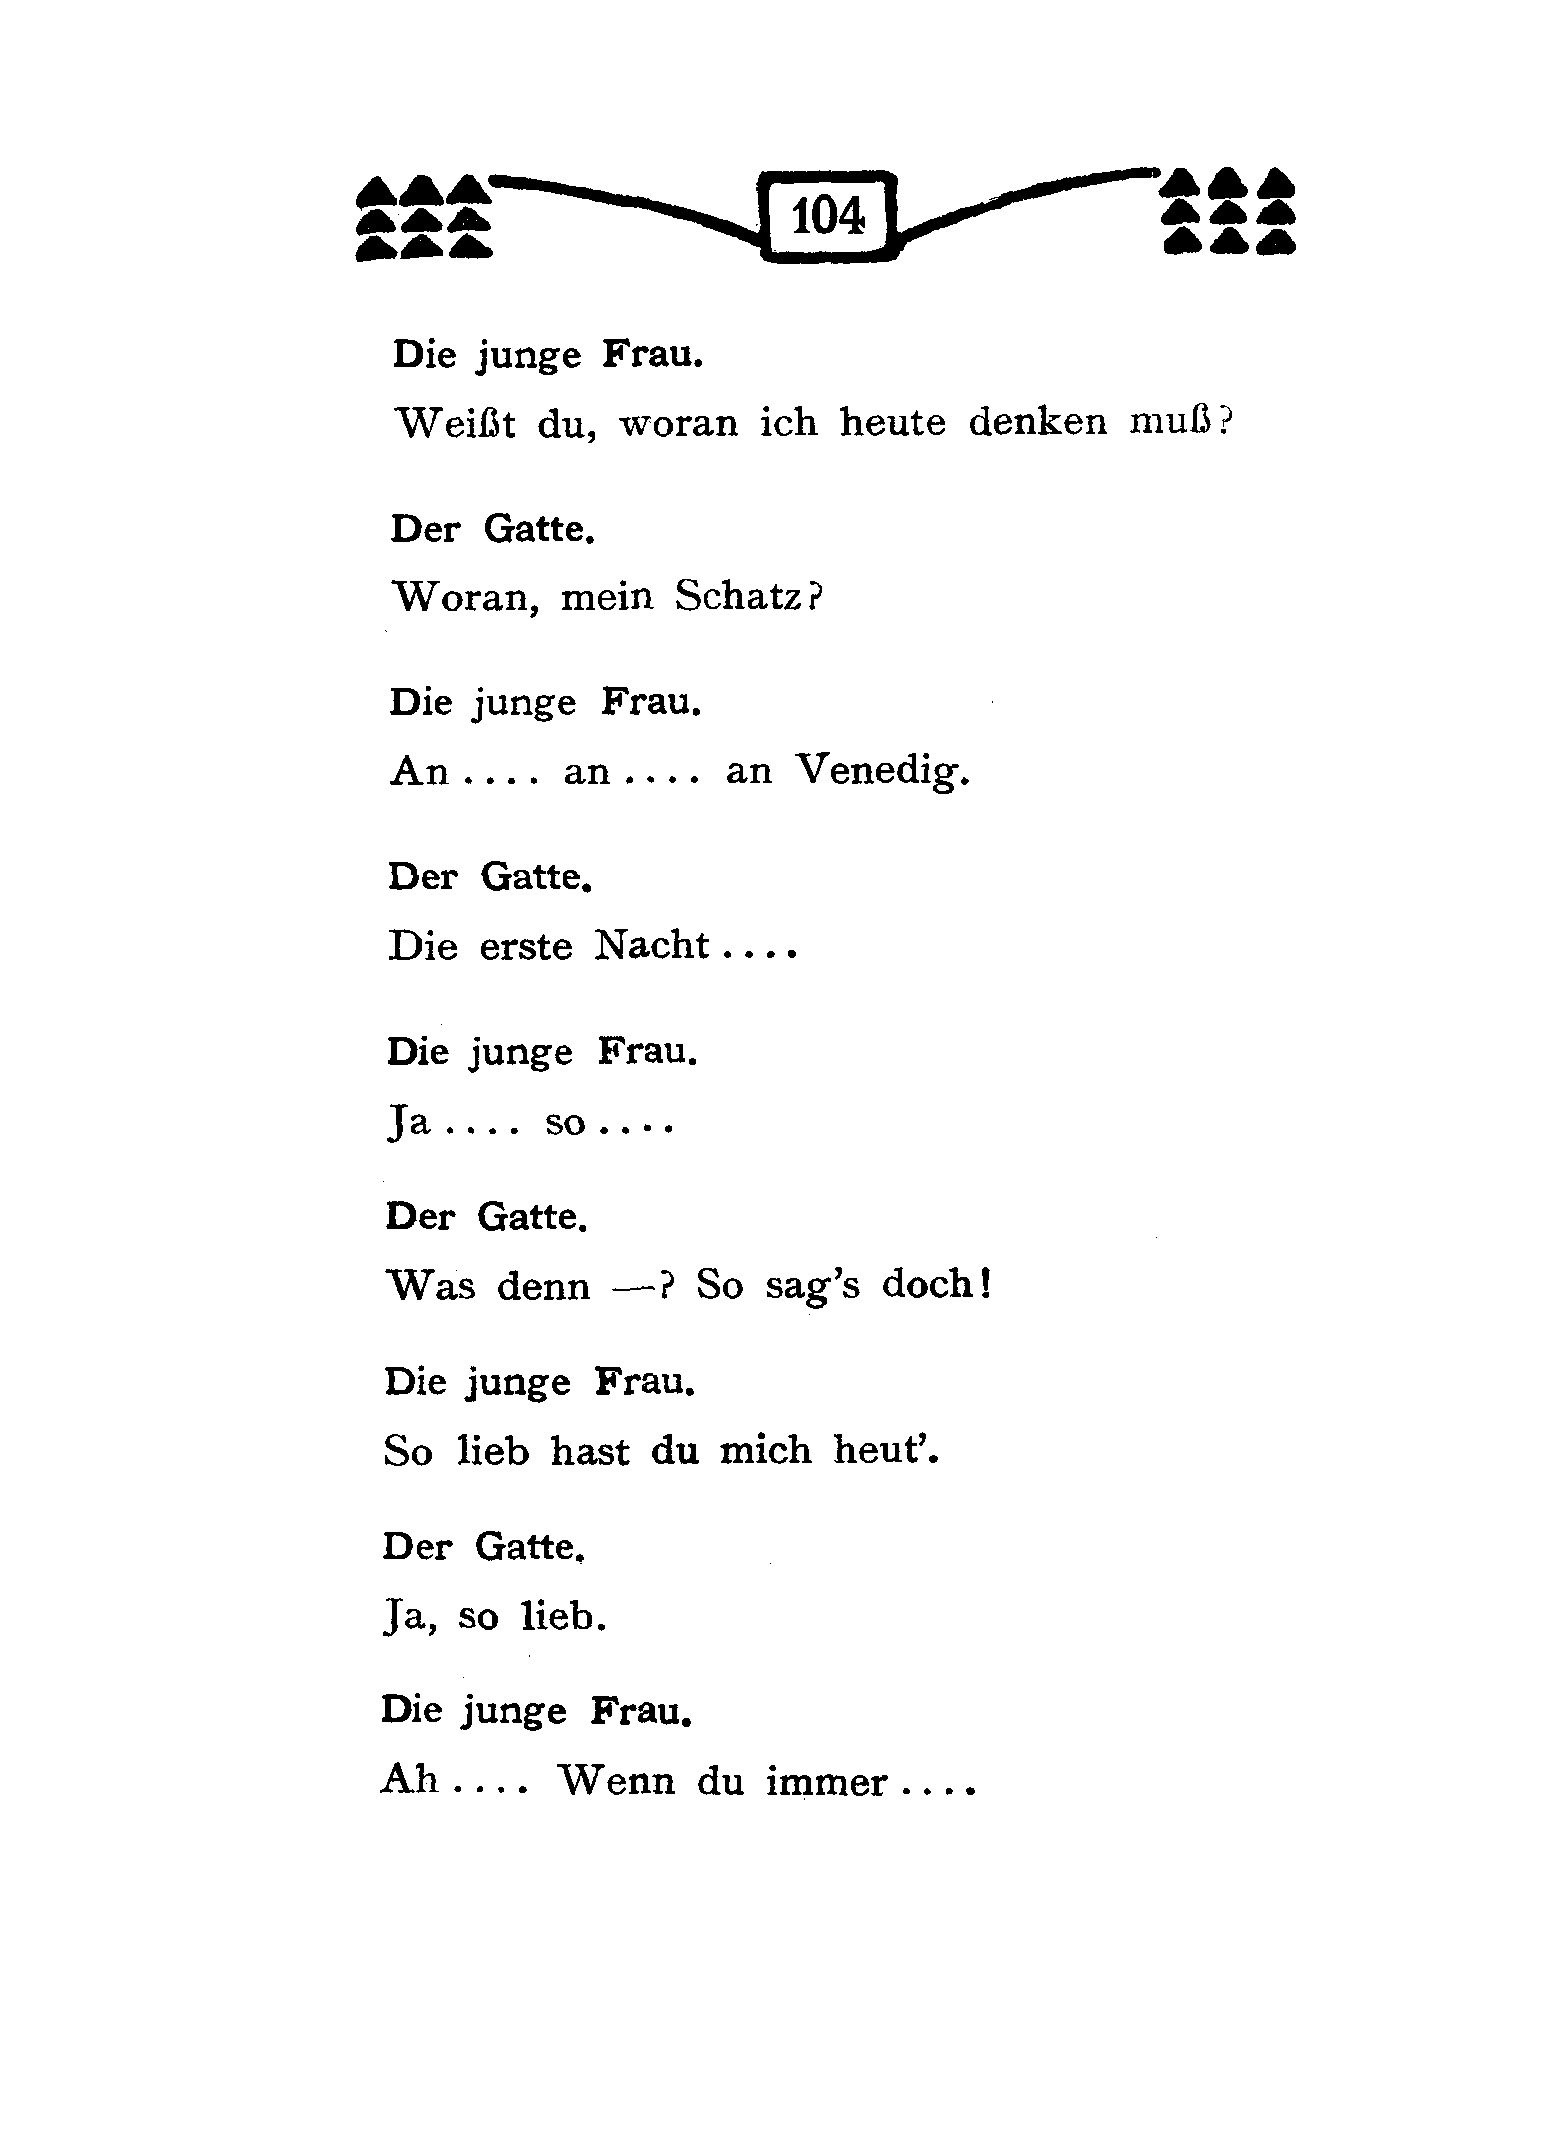 104
Die junge Frau.
Weißt du, woran ich heute denken muß?
Der Gatte.
Woran, mein Schatz?
Die junge Frau.
An .... an .... an Venedig.
Der Gatte.
Die erste Nacht ....
Die junge Frau.
Ja .... so ....
Der Gatte.
Was denn —? So sag’s doch!
Die junge Frau.
So lieb hast du mich heut’.
Der Gatte.
Ja, so lieb.
Die junge Frau.
Ah .... Wenn du immer ....